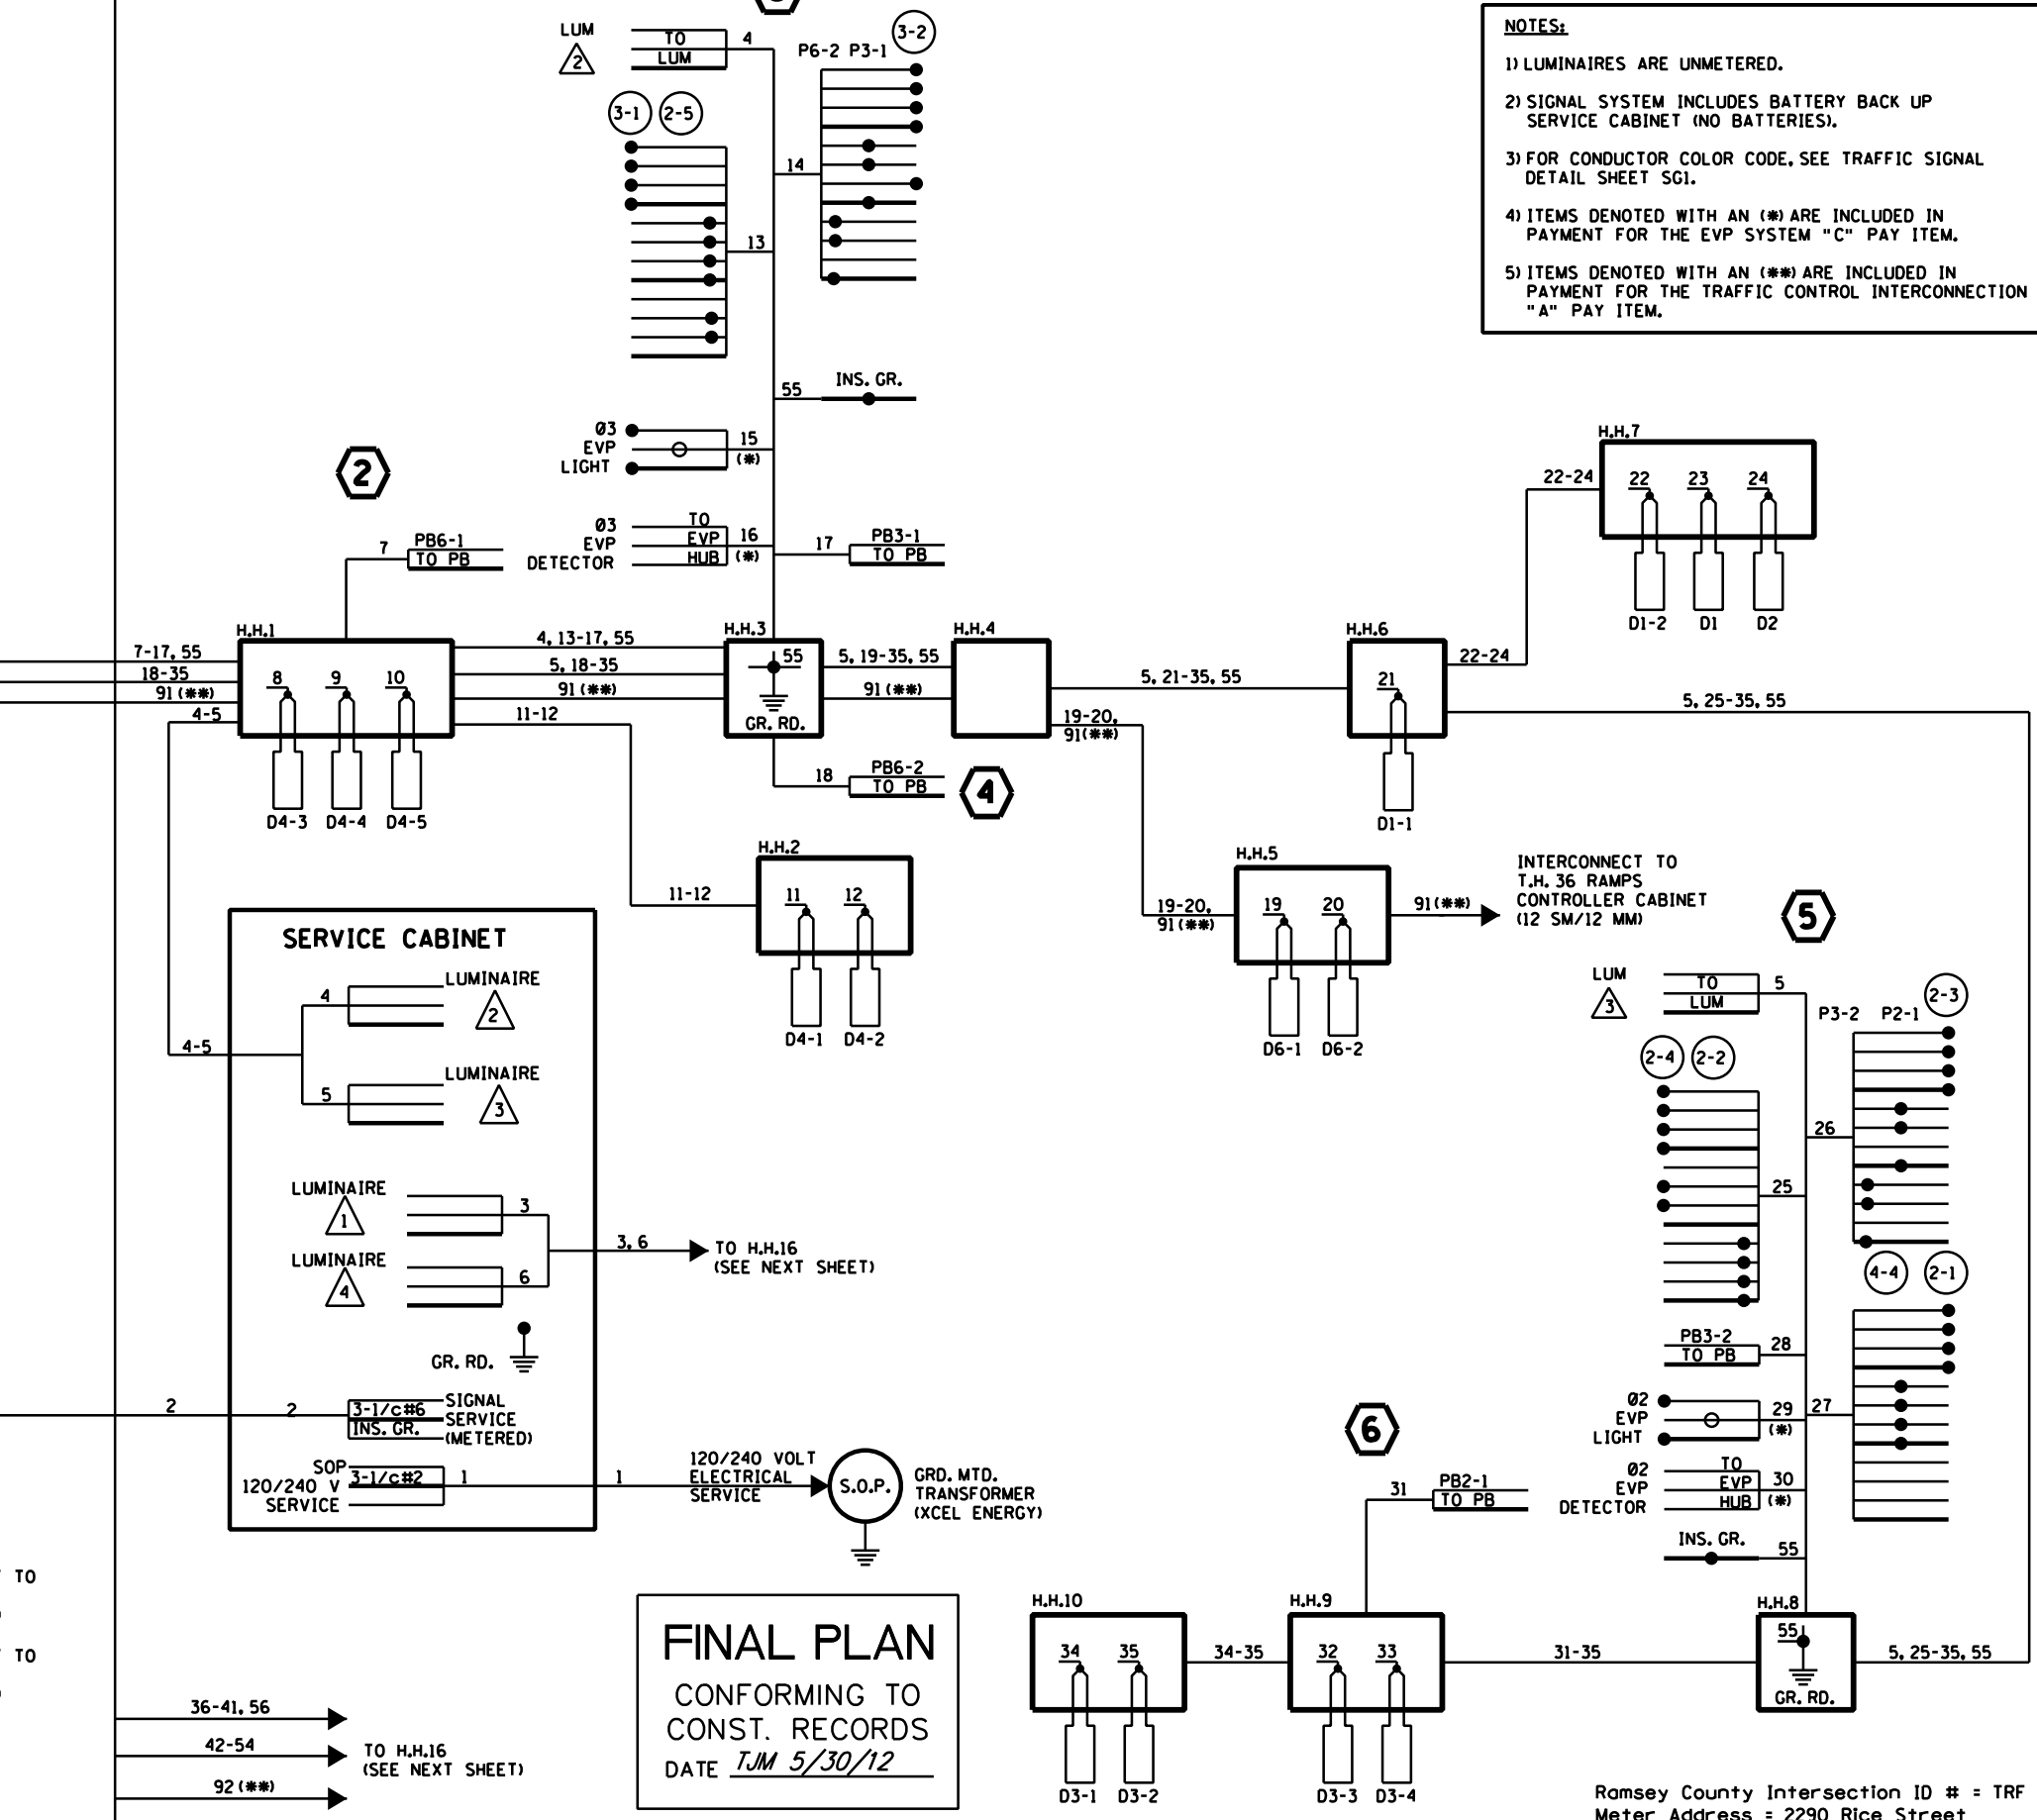 LUM
2
TO
LUM
4
P6-2 P3-1
3-2
3-1
2-5
14
13
55
INS. GR.
Ø3
EVP
LIGHT
15
(*)
Ø3
EVP
DETECTOR
TO
EVP
HUB
16
(*)
17
PB3-1
TO PB
2
7
PB6-1
TO PB
NOTES:
1) LUMINAIRES ARE UNMETERED.
2) SIGNAL SYSTEM INCLUDES BATTERY BACK UP
SERVICE CABINET (NO BATTERIES).
3) FOR CONDUCTOR COLOR CODE, SEE TRAFFIC SIGNAL
DETAIL SHEET SG1.
4) ITEMS DENOTED WITH AN (*) ARE INCLUDED IN
PAYMENT FOR THE EVP SYSTEM "C" PAY ITEM.
5) ITEMS DENOTED WITH AN (**) ARE INCLUDED IN
PAYMENT FOR THE TRAFFIC CONTROL INTERCONNECTION
"A" PAY ITEM.
H.H.7
22-24
22 23 24
D1-2 D1 D2
H.H.1
7-17, 55
18-35
91 (**)
4-5
8 9 10
D4-3 D4-4 D4-5
4, 13-17, 55
5, 18-35
91 (**)
11-12
H.H.3
55
GR. RD.
5, 19-35, 55
91 (**)
H.H.4
5, 21-35, 55
19-20,
91(**)
H.H.6
21
D1-1
22-24
5, 25-35, 55
18
PB6-2
TO PB
4
H.H.2
11-12
11 12
D4-1 D4-2
H.H.5
19-20,
91 (**)
19 20
D6-1 D6-2
91 (**)
INTERCONNECT TO
T.H. 36 RAMPS
CONTROLLER CABINET
(12 SM/12 MM)
5
SERVICE CABINET
4-5
4
LUMINAIRE
2
5
LUMINAIRE
3
LUMINAIRE
1
3
LUMINAIRE
4
6
3, 6
TO H.H.16
(SEE NEXT SHEET)
GR. RD.
2
2
3-1/c#6
INS. GR.
SIGNAL
SERVICE
(METERED)
SOP
120/240 V
SERVICE
3-1/c#2
1
1
120/240 VOLT
ELECTRICAL
SERVICE
S.O.P.
GRD. MTD.
TRANSFORMER
(XCEL ENERGY)
LUM
3
TO
LUM
5
P3-2 P2-1
2-3
2-4
2-2
26
25
4-4
2-1
PB3-2
TO PB
28
Ø2
EVP
LIGHT
29
(*)
27
Ø2
EVP
DETECTOR
TO
EVP
HUB
30
(*)
INS. GR.
55
6
31
PB2-1
TO PB
H.H.10
34 35
D3-1 D3-2
34-35
H.H.9
32 33
D3-3 D3-4
31-35
H.H.8
55
GR. RD.
5, 25-35, 55
TO
TO
36-41, 56
42-54
92 (**)
TO H.H.16
(SEE NEXT SHEET)
FINAL PLAN
CONFORMING TO
CONST. RECORDS
DATE TJM 5/30/12
Ramsey County Intersection ID # = TRF
Meter Address = 2290 Rice Street